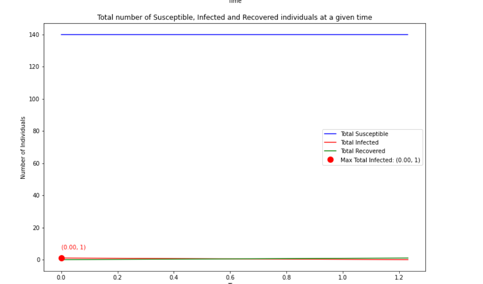 Time
Total number of Susceptible, Infected and Recovered individuals at a given time
140
120
100
80
60
40
20
0
Number of Individuals
Total Susceptible
Total Infected
Total Recovered
Max Total Infected: (0.00, 1)
(0.00, 1)
0.0 0.2 0.4 0.6 0.8 1.0 1.2